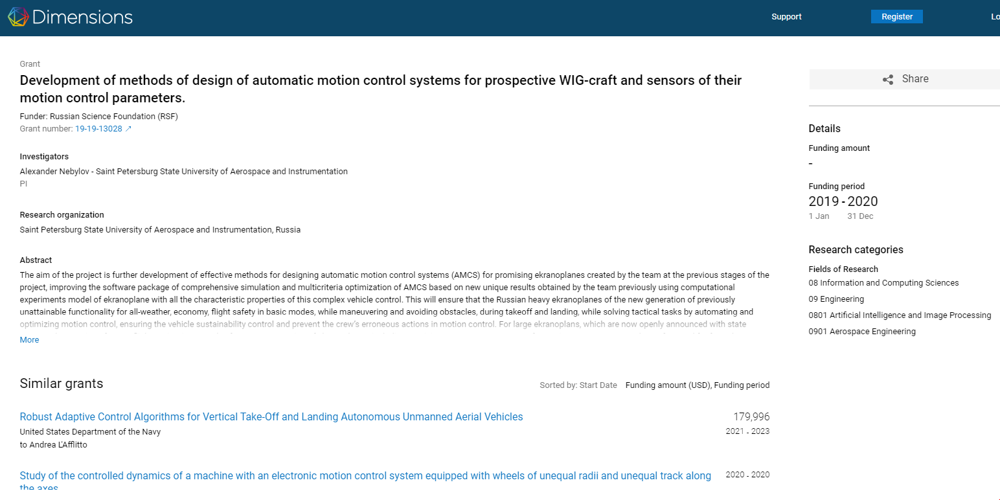 Dimensions
Support
Register
Lo
Grant
Development of methods of design of automatic motion control systems for prospective WIG-craft and sensors of their
motion control parameters.
Funder: Russian Science Foundation (RSF)
Grant number: 19-19-13028 ↗
Investigators
Alexander Nebylov - Saint Petersburg State University of Aerospace and Instrumentation
PI
Research organization
Saint Petersburg State University of Aerospace and Instrumentation, Russia
Abstract
The aim of the project is further development of effective methods for designing automatic motion control systems (AMCS) for promising ekranoplanes created by the team at the previous stages of the
project, improving the software package of comprehensive simulation and multicriteria optimization of AMCS based on new unique results obtained by the team previously using computational
experiments model of ekranoplane with all the characteristic properties of this complex vehicle control. This will ensure that the Russian heavy ekranoplanes of the new generation of previously
unattainable functionality for all-weather, economy, flight safety in basic modes, while maneuvering and avoiding obstacles, during takeoff and landing, while solving tactical tasks by automating and
optimizing motion control, ensuring the vehicle sustainability control and prevent the crew's erroneous actions in motion control. For large ekranoplans, which are now openly announced with state
More
Similar grants
Sorted by: Start Date Funding amount (USD), Funding period
Robust Adaptive Control Algorithms for Vertical Take-Off and Landing Autonomous Unmanned Aerial Vehicles
179,996
United States Department of the Navy
2021 - 2023
to Andrea L'Afflitto
Study of the controlled dynamics of a machine with an electronic motion control system equipped with wheels of unequal radii and unequal track along
the axes
2020 - 2020
Share
Details
Funding amount
-
Funding period
2019 - 2020
1 Jan 31 Dec
Research categories
Fields of Research
08 Information and Computing Sciences
09 Engineering
0801 Artificial Intelligence and Image Processing
0901 Aerospace Engineering